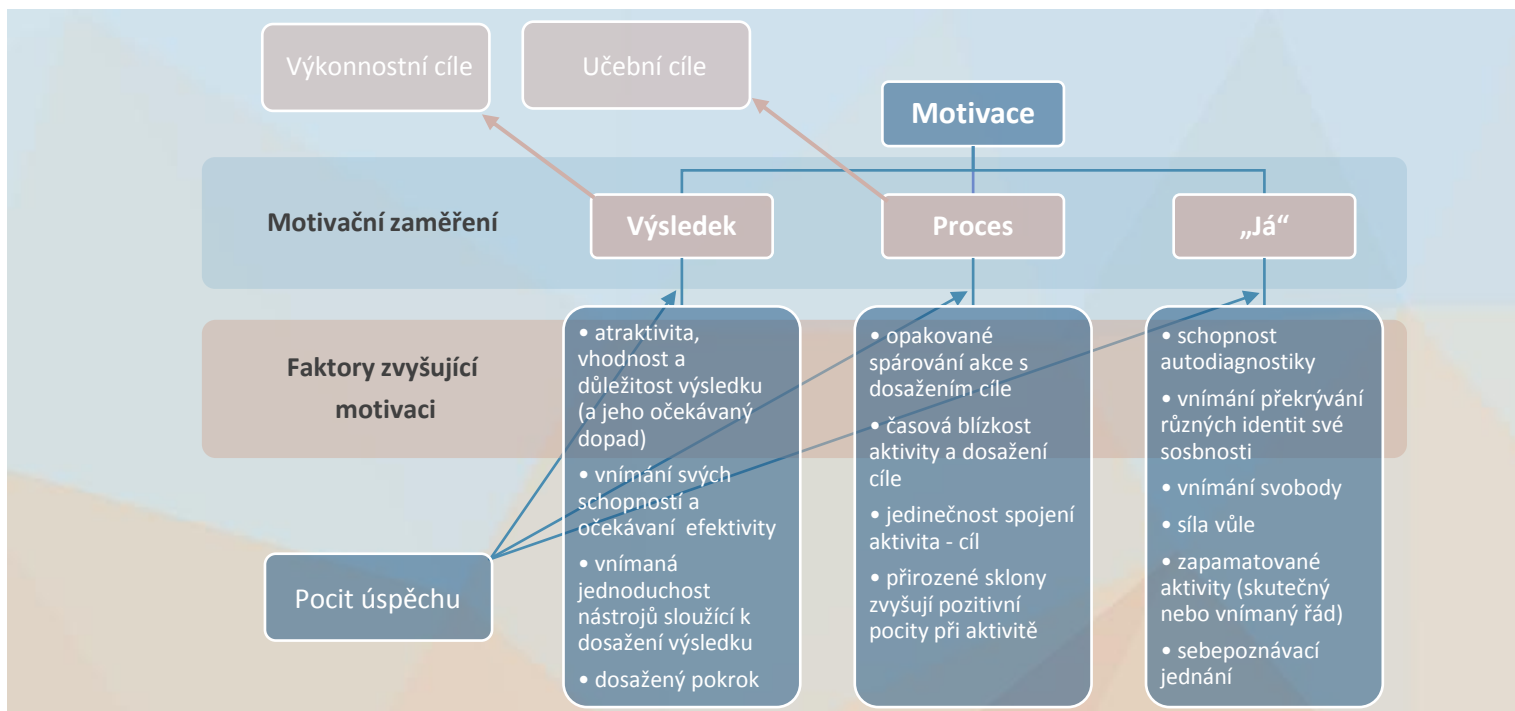 Výkonnostní cíle
Učební cíle
Motivace
Motivační zaměření
Výsledek
Proces
„Já“
Faktory zvyšující
motivaci
• atraktivita,
vhodnost a
důležitost výsledku
(a jeho očekávaný
dopad)
• vnímání svých
schopností a
očekávaní efektivity
• vnímaná
jednoduchost
nástrojů sloužící k
dosažení výsledku
• dosažený pokrok
• opakované
spárování akce s
dosažením cíle
• časová blízkost
aktivity a dosažení
cíle
• jedinečnost spojení
aktivita - cíl
• přirozené sklony
zvyšují pozitivní
pocity při aktivitě
• schopnost
autodiagnostiky
• vnímání překrývání
různých identit své
sosbnosti
• vnímání svobody
• síla vůle
• zapamatované
aktivity (skutečný
nebo vnímaný řád)
• sebepoznávací
jednání
Pocit úspěchu